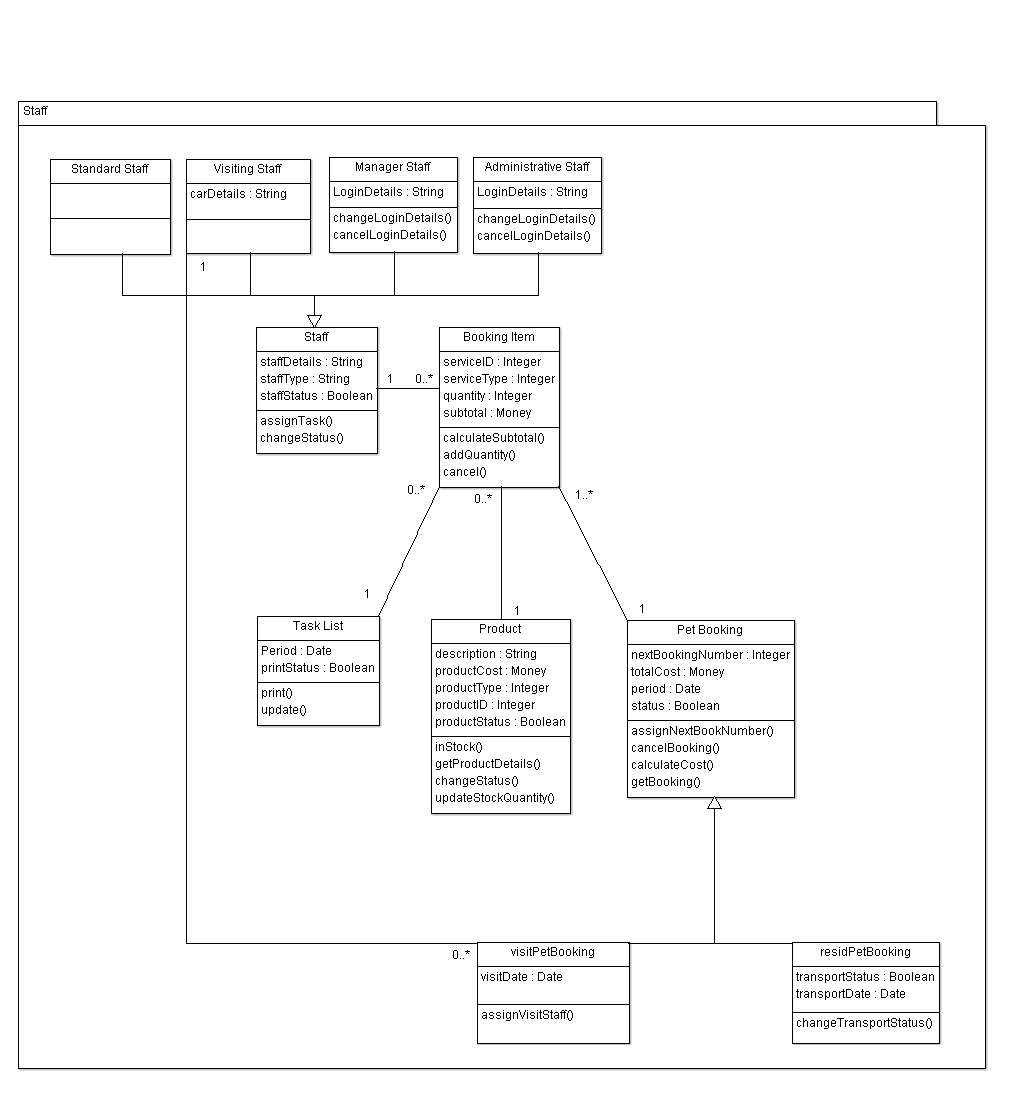 Staff
Standard Staff
Visiting Staff
carDetails : String
Manager Staff
LoginDetails : String
changeLoginDetails()
cancelLoginDetails()
Administrative Staff
LoginDetails : String
changeLoginDetails()
cancelLoginDetails()
1
Staff
staffDetails : String
staffType : String
staffStatus : Boolean
assignTask()
changeStatus()
1
0..*
Booking Item
serviceID : Integer
serviceType : Integer
quantity : Integer
subtotal : Money
calculateSubtotal()
addQuantity()
cancel()
0..*
0..*
1..*
1
1
1
Task List
Period : Date
printStatus : Boolean
print()
update()
Product
description : String
productCost : Money
productType : Integer
productID : Integer
productStatus : Boolean
inStock()
getProductDetails()
changeStatus()
updateStockQuantity()
Pet Booking
nextBookingNumber : Integer
totalCost : Money
period : Date
status : Boolean
assignNextBookNumber()
cancelBooking()
calculateCost()
getBooking()
0..*
visitPetBooking
visitDate : Date
assignVisitStaff()
residPetBooking
transportStatus : Boolean
transportDate : Date
changeTransportStatus()